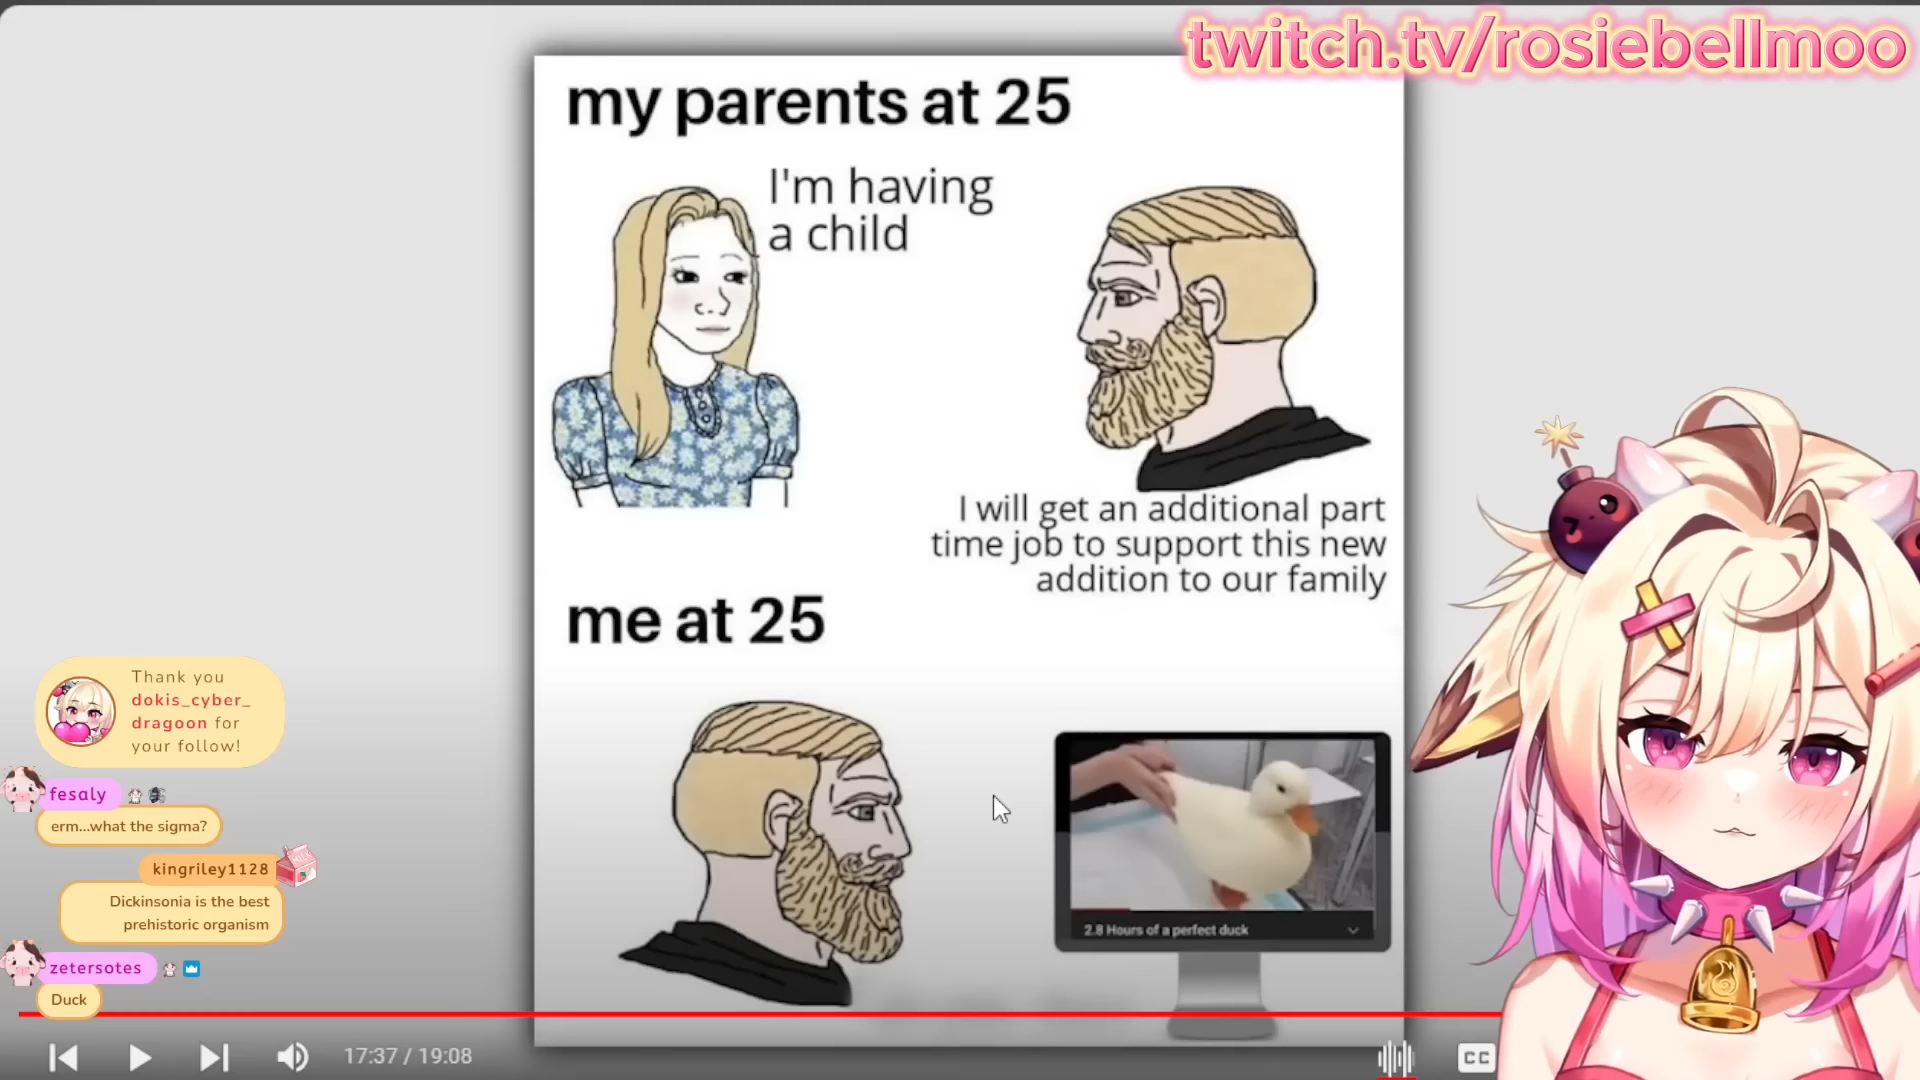 twitch.tv/rosiebellmoo
my parents at 25
I'm having
a child
I will get an additional part
time job to support this new
addition to our family
me at 25
2.8 Hours of a perfect duck
Thank you
dokis_cyber_
dragoon for
your follow!
fesaly
erm...what the sigma?
kingriley1128
Dickinsonia is the best
prehistoric organism
zetersotes
Duck
17:37 / 19:08
CC